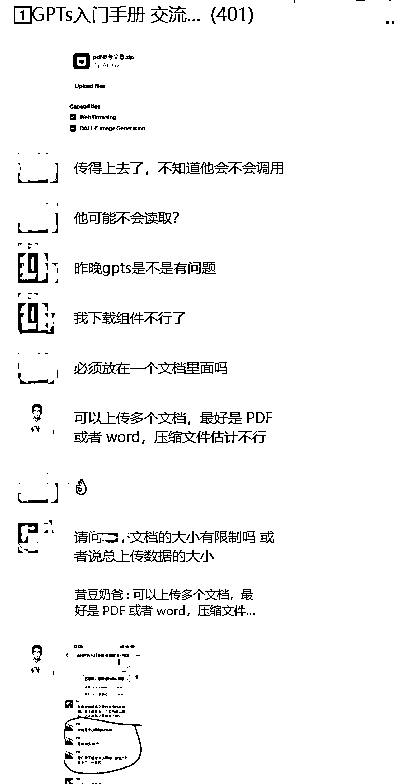 1 GPTs入门手册 交流... (401)
Upload files
Capabilities
Web Browsing
DALL·E Image Generation
传得上去了，不知道他会不会调用
他可能不会读取？
昨晚gpts是不是有问题
我下载组件不行了
必须放在一个文档里面吗
可以上传多个文档，最好是 PDF
或者 word，压缩文件估计不行
请问 文档的大小有限制吗 或
者说总上传数据的大小
豆奶爸：可以上传多个文档，最
好是 PDF 或者 word，压缩文件...